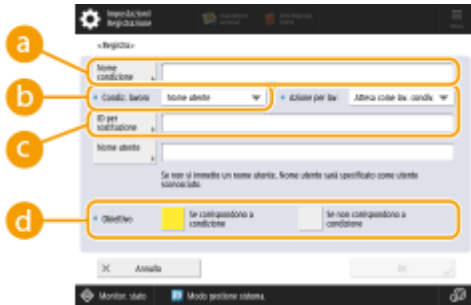 Impostazioni/
Registrazione
<Registra>
a
Nome
condizione
b
Condiz. lavoro
Nome utente
Azione per lav.
Attesa come lav. condiv.
c
ID per
sostituzione
Nome utente
Se non si immette un nome utente, Nome utente sarà specificato come utente
sconosciuto.
d
Obiettivo
Se corrispondono a
condizione
Se non corrispondono a
condizione
Annulla
OK
Monitor. stato
Modo gestione sistema.